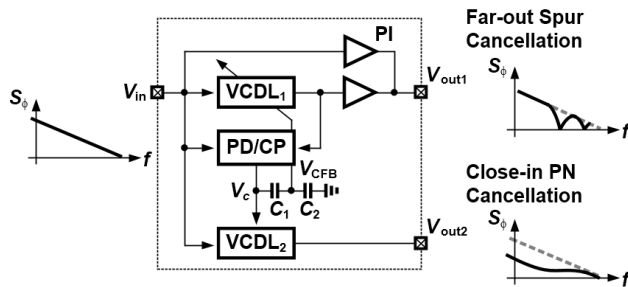 Far-out Spur
Cancellation
PI
Vout1
Sϕ
Vin
VCDL1
Sϕ
f
f
PD/CP
VCFB
Close-in PN
Cancellation
Vc
C1 C2
Vout2
Sϕ
VCDL2
f